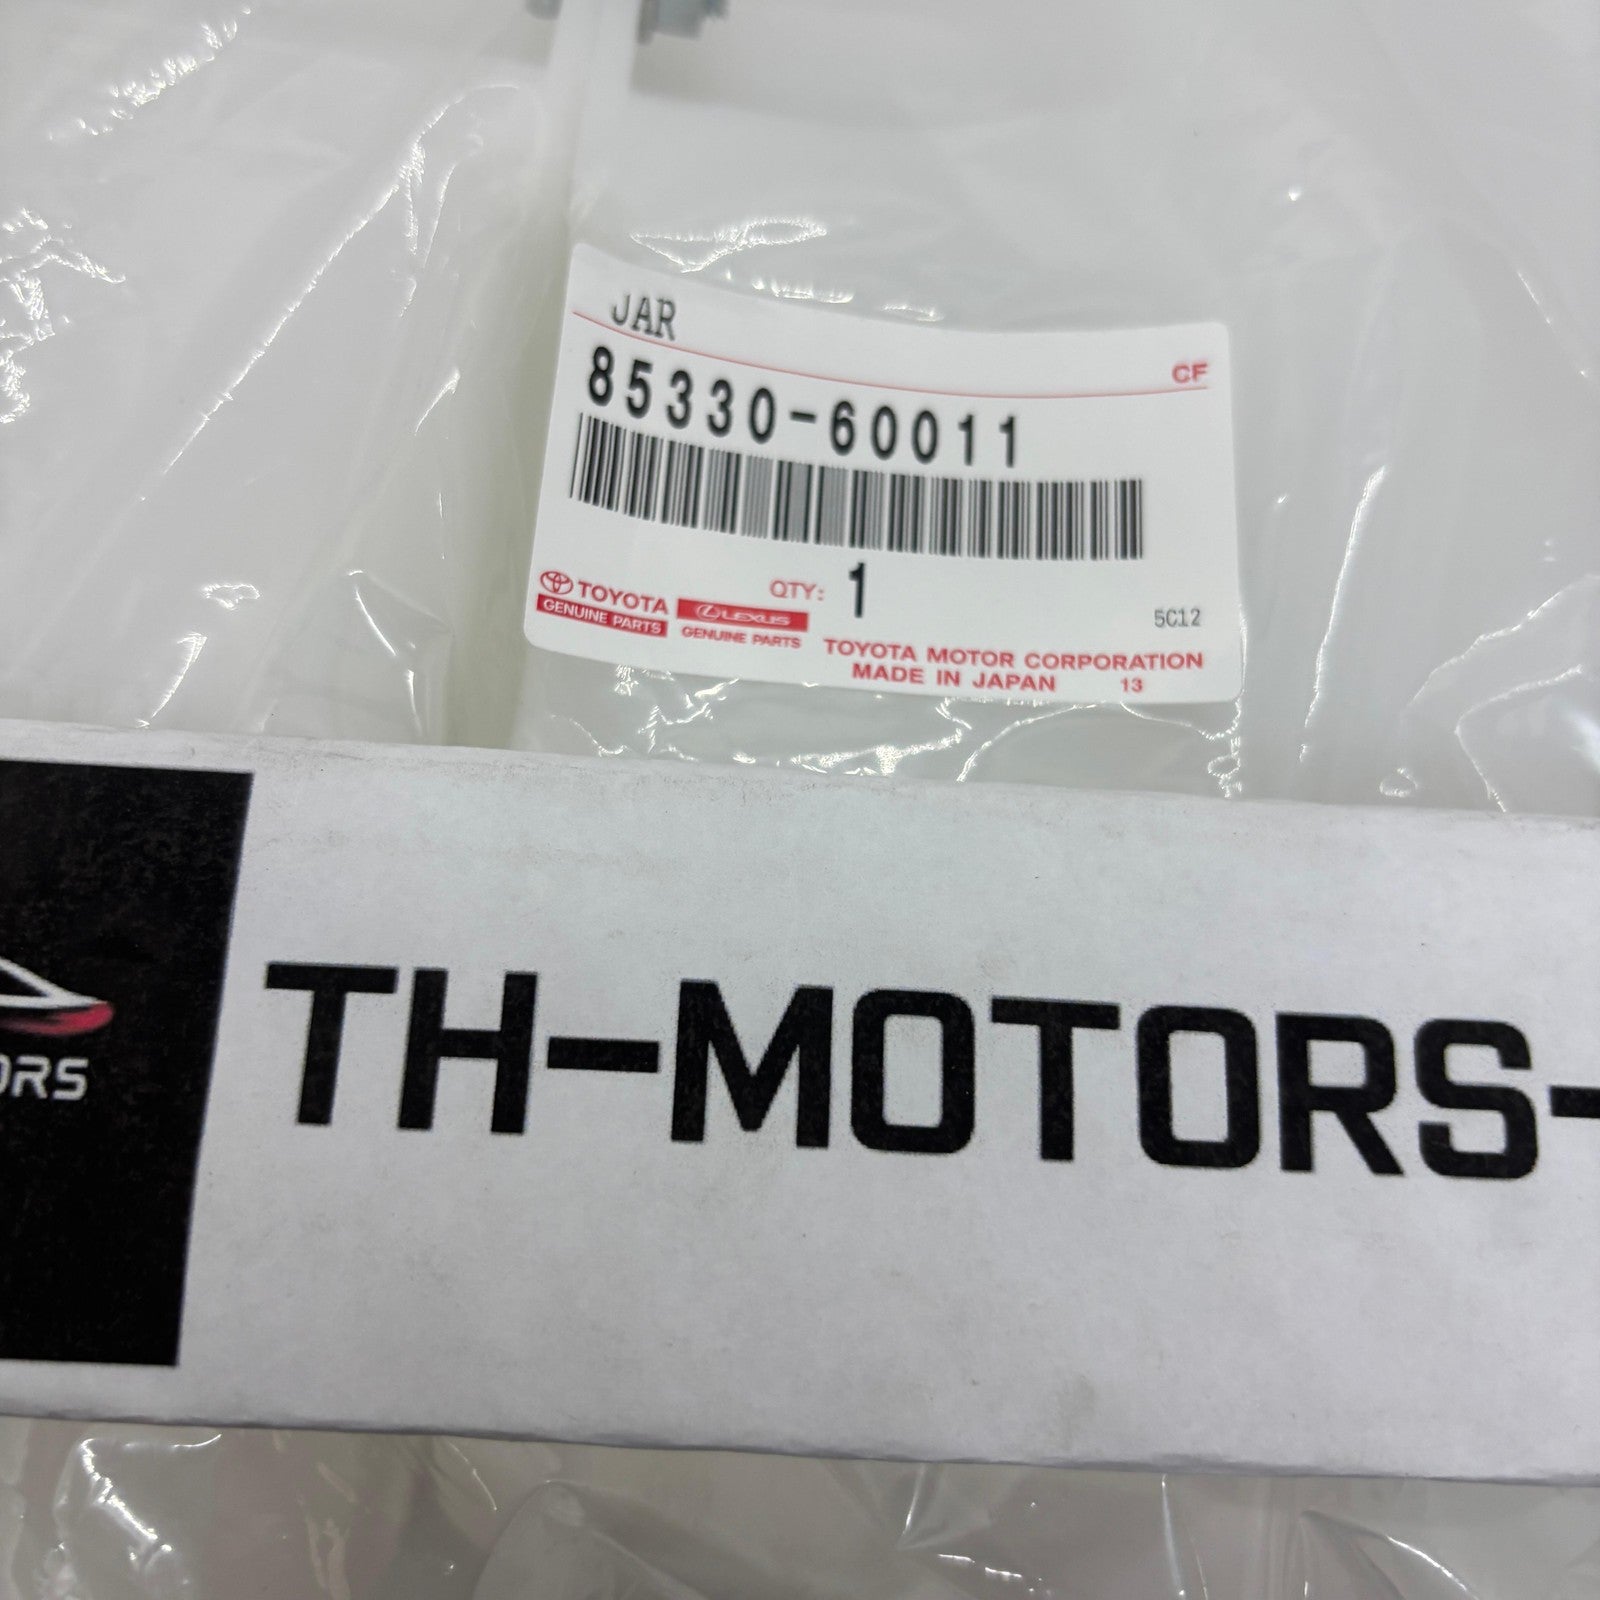 JAR
CF
85330-60011
QTY: 1
TOYOTA
GENUINE PARTS
LEXUS
GENUINE PARTS
5C12
TOYOTA MOTOR CORPORATION
MADE IN JAPAN 13
ORS
TH-MOTORS-